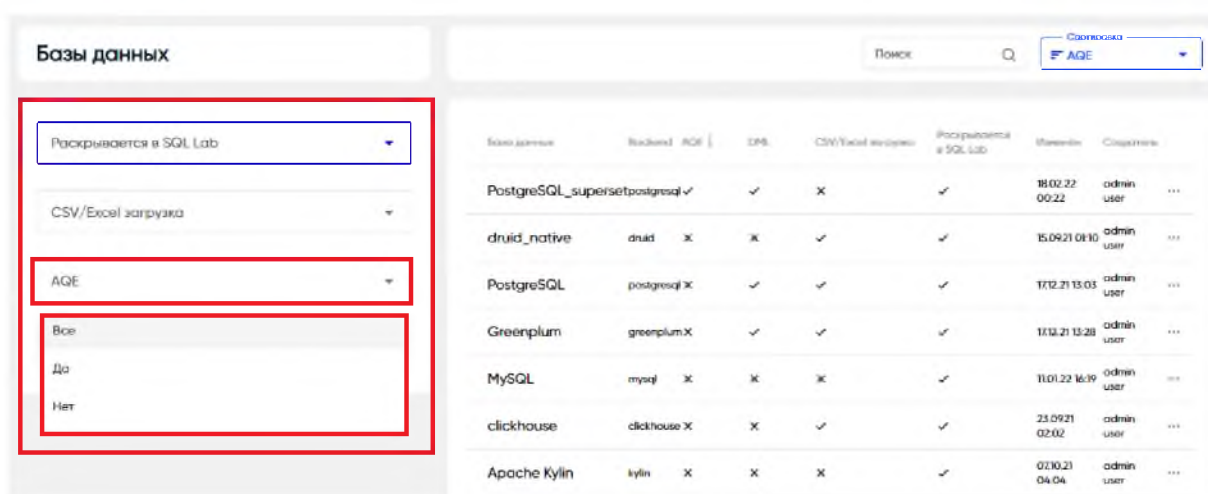 Сортировка
Базы данных
Поиск
AQE
Раскрывается в SQL Lab
База данных Backend AQE DML CSV/Excel загрузка Раскрывается Изменён Создатель
в SQL Lab
CSV/Excel загрузка
PostgreSQL_superset postgresql 18.02.22 admin
00:22 user
druid_native druid 15.09.21 01:10 admin
user
AQE
PostgreSQL postgresql 17.12.21 13:03 admin
user
Все
Greenplum greenplum 17.12.21 13:28 admin
user
Да
MySQL mysql 11.01.22 16:19 admin
user
Нет
clickhouse clickhouse 23.09.21 admin
02:02 user
Apache Kylin kylin 07.10.21 admin
04:04 user